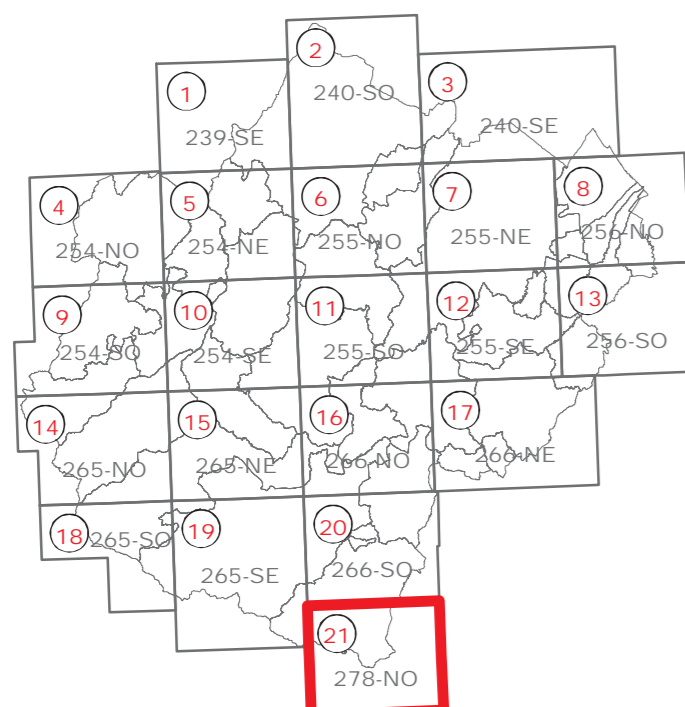 2
240-SO
3
240-SE
1
239-SE
4
254-NO
5
254-NE
6
255-NO
7
255-NE
8
256-NO
9
254-SO
10
254-SE
11
255-SO
12
255-SE
13
256-SO
14
265-NO
15
265-NE
16
266-NO
17
266-NE
18
265-SO
19
265-SE
20
266-SO
21
278-NO